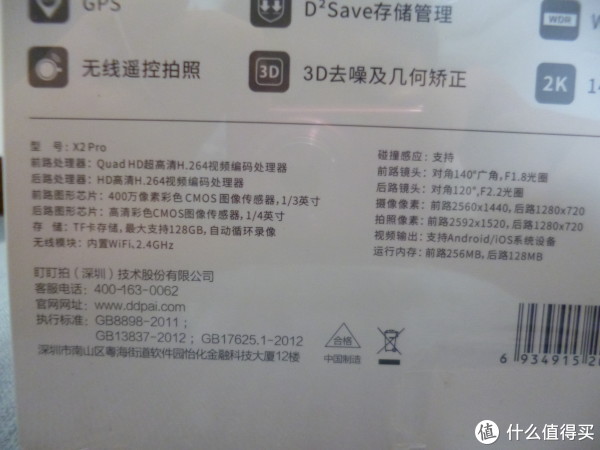 GPS
D²Save存储管理
WDR
无线遥控拍照
3D
3D去噪及几何矫正
2K
型 号：X2 Pro
前路处理器：Quad HD超高清H.264视频编码处理器
后路处理器：HD高清H.264视频编码处理器
前路图形芯片：400万像素彩色CMOS图像传感器，1/3英寸
后路图形芯片：高清彩色CMOS图像传感器，1/4英寸
存 储：TF卡存储，最大支持128GB，自动循环录像
无线模块：内置WiFi，2.4GHz
碰撞感应：支持
前路镜头：对角140°广角，F1.8光圈
后路镜头：对角120°，F2.2光圈
摄像像素：前路2560x1440，后路1280x720
拍照像素：前路2592x1520，后路1280x720
视频输出：支持Android/iOS系统设备
运行内存：前路256MB，后路128MB
盯盯拍（深圳）技术股份有限公司
客服电话：400-163-0062
官网网址：www.ddpai.com
执行标准：GB8898-2011；
GB13837-2012；GB17625.1-2012
深圳市南山区粤海街道软件园怡化金融科技大厦12楼
合格
中国制造
6 934915 2
值 什么值得买